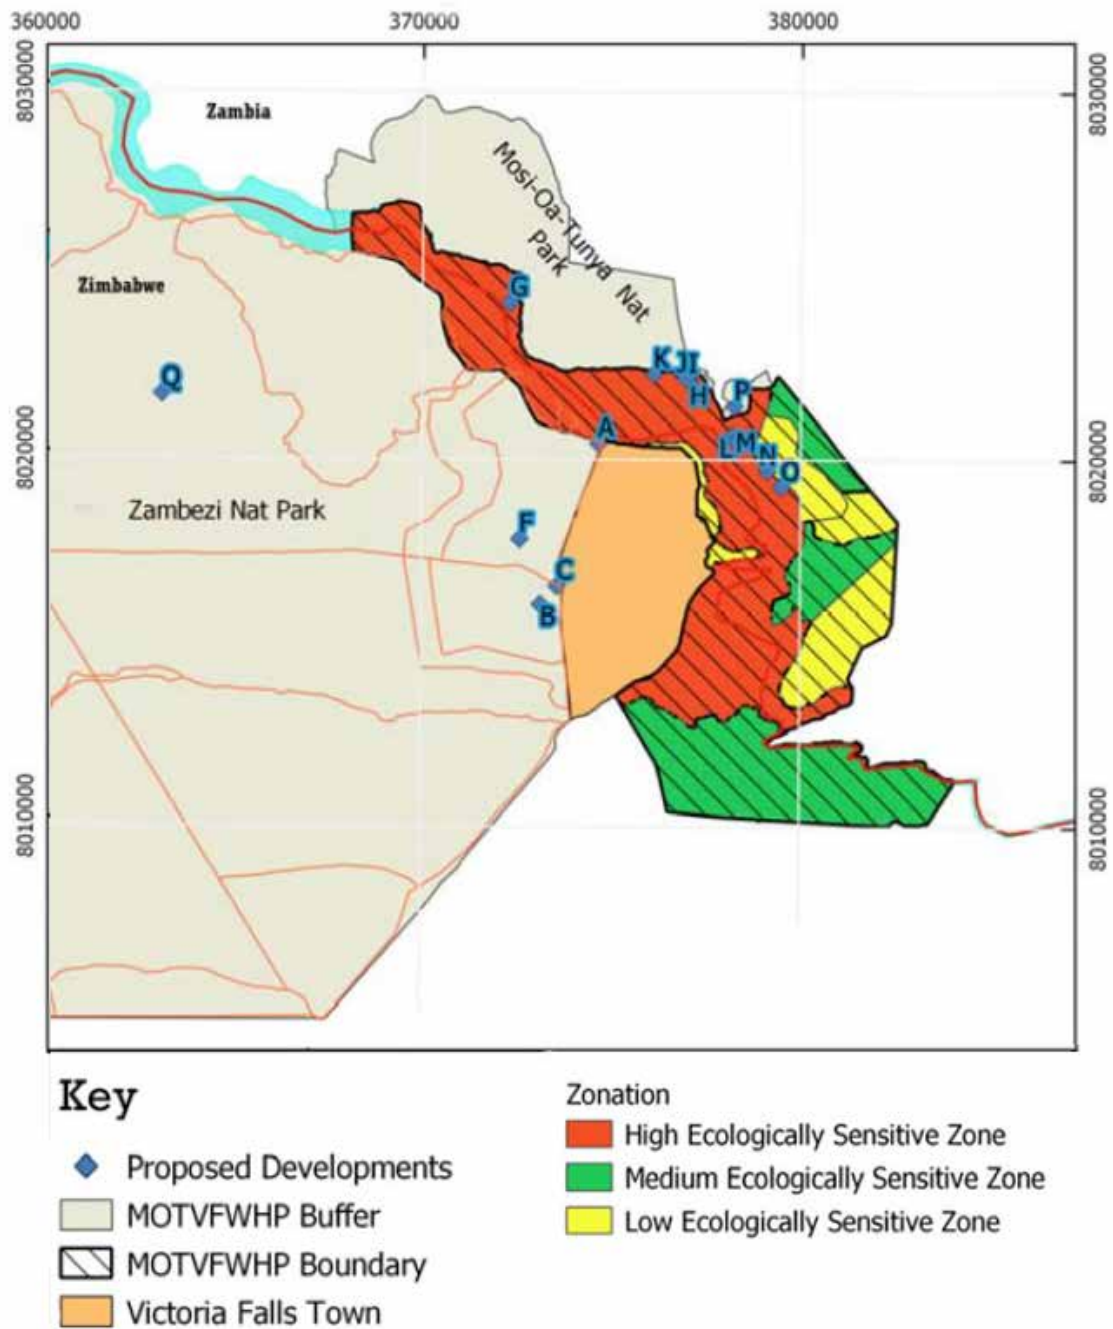 360000
370000
380000
8030000
8030000
Zambia
Mosi-Oa-Tunya Nat
Park
Zimbabwe
G
Q
K
J
I
H
P
A
L
M
N
O
8020000
8020000
Zambezi Nat Park
F
C
B
8010000
8010000
Key
Proposed Developments
MOTVFWHP Buffer
MOTVFWHP Boundary
Victoria Falls Town
Zonation
High Ecologically Sensitive Zone
Medium Ecologically Sensitive Zone
Low Ecologically Sensitive Zone